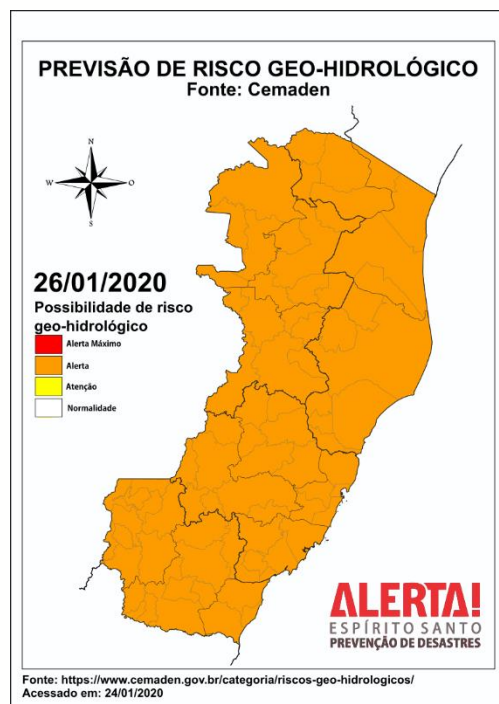 PREVISÃO DE RISCO GEO-HIDROLÓGICO
Fonte: Cemaden
N
W
O
S
26/01/2020
Possibilidade de risco
geo-hidrológico
Alerta Máximo
Alerta
Atenção
Normalidade
ALERTA!
ESPÍRITO SANTO
PREVENÇÃO DE DESASTRES
Fonte: https://www.cemaden.gov.br/categoria/riscos-geo-hidrologicos/
Acessado em: 24/01/2020